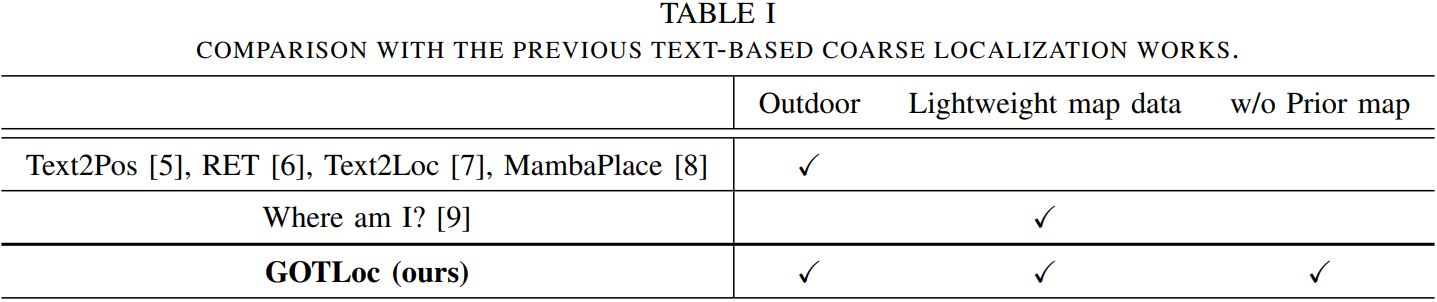 TABLE I
COMPARISON WITH THE PREVIOUS TEXT-BASED COARSE LOCALIZATION WORKS.
Outdoor Lightweight map data w/o Prior map
Text2Pos [5], RET [6], Text2Loc [7], MambaPlace [8] ✓
Where am I? [9] ✓
GOTLoc (ours) ✓ ✓ ✓